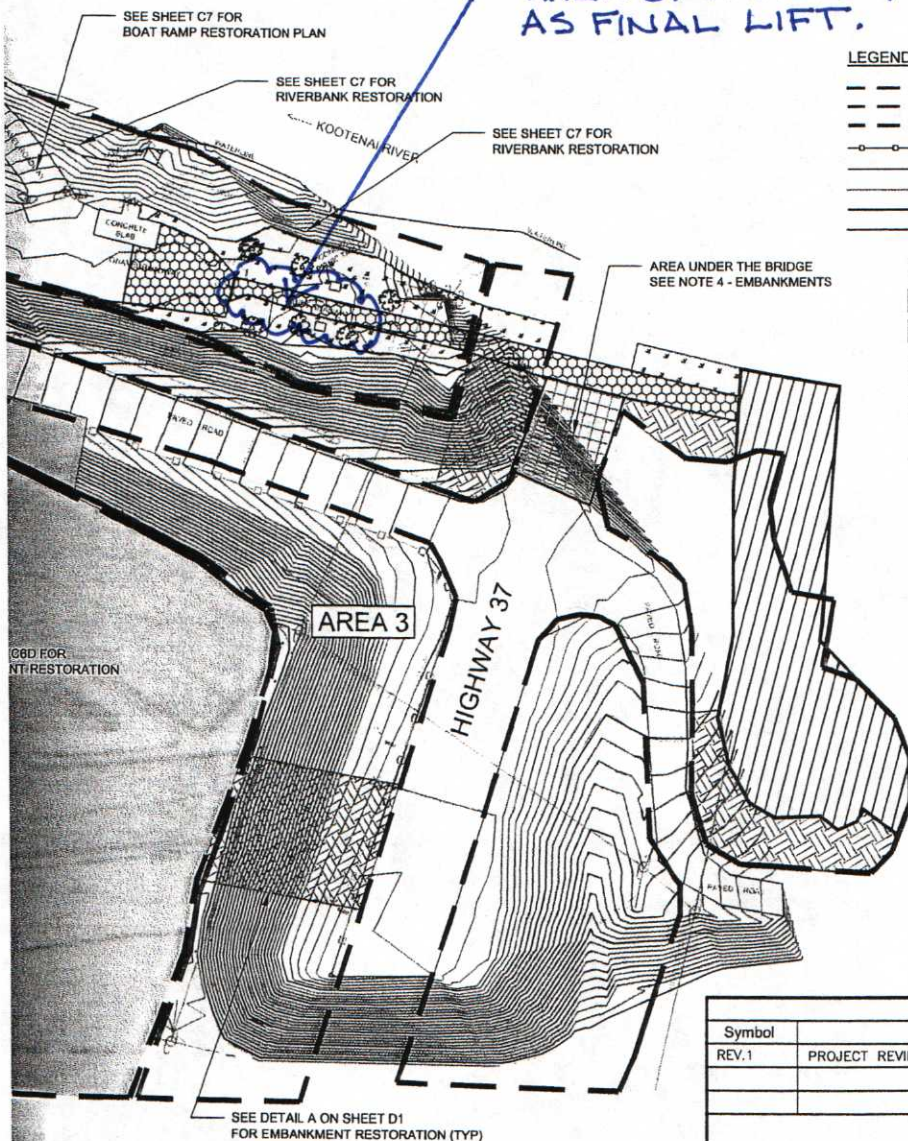 AS FINAL LIFT.
SEE SHEET C7 FOR
BOAT RAMP RESTORATION PLAN
LEGEND
SEE SHEET C7 FOR
RIVERBANK RESTORATION
KOOTENAI RIVER
SEE SHEET C7 FOR
RIVERBANK RESTORATION
CONCRETE
SLAB
AREA UNDER THE BRIDGE
SEE NOTE 4 - EMBANKMENTS
PAVED ROAD
AREA 3
HIGHWAY 37
C6D FOR
NT RESTORATION
PAVED
Symbol
REV.1
PROJECT REVI
SEE DETAIL A ON SHEET D1
FOR EMBANKMENT RESTORATION (TYP)